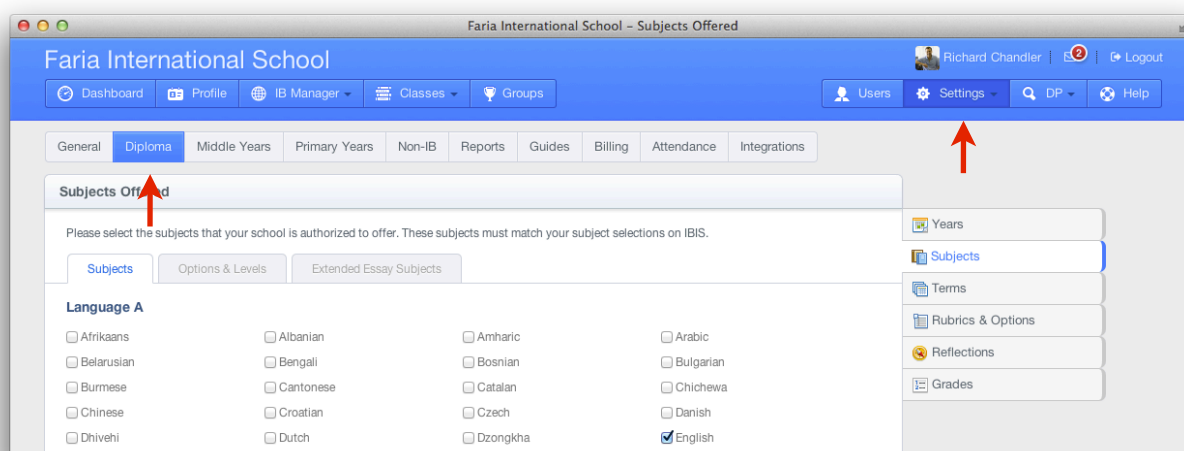 Faria International School – Subjects Offered
Faria International School
Richard Chandler 2 Logout
Dashboard Profile IB Manager Classes Groups Users Settings DP Help
General Diploma Middle Years Primary Years Non-IB Reports Guides Billing Attendance Integrations
Subjects Offered
Please select the subjects that your school is authorized to offer. These subjects must match your subject selections on IBIS.
Subjects Options & Levels Extended Essay Subjects
Language A
Afrikaans Albanian Amharic Arabic
Belarusian Bengali Bosnian Bulgarian
Burmese Cantonese Catalan Chichewa
Chinese Croatian Czech Danish
Dhivehi Dutch Dzongkha English
Years
Subjects
Terms
Rubrics & Options
Reflections
Grades